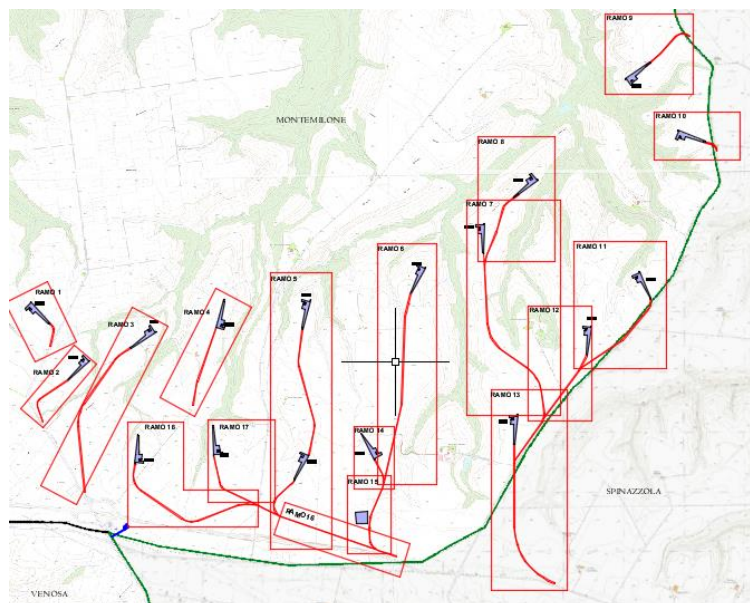 RAMO 9
RAMO 10
MONTEMILONE
RAMO 8
RAMO 7
RAMO 6
RAMO 11
RAMO 5
RAMO 1
RAMO 3
RAMO 4
RAMO 12
RAMO 2
RAMO 13
RAMO
RAMO 17
RAMO 14
RAMO 15
RAMO 16
SPINAZZOLA
VENOSA